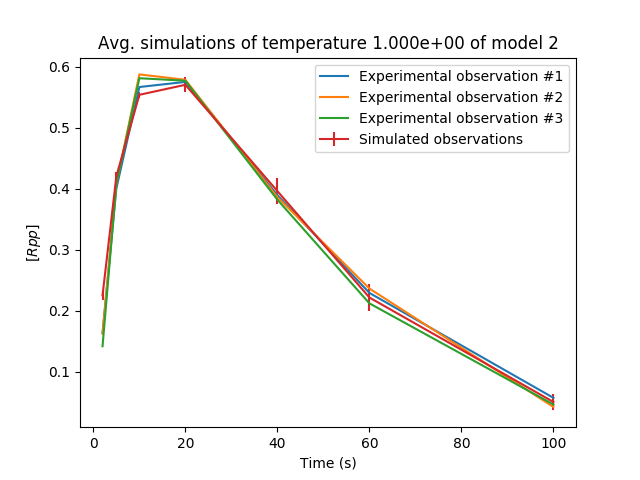 Avg. simulations of temperature 1.000e+00 of model 2
Experimental observation #1
Experimental observation #2
Experimental observation #3
Simulated observations
0.6
0.5
0.4
0.3
0.2
0.1
[Rpp]
0 20 40 60 80 100
Time (s)